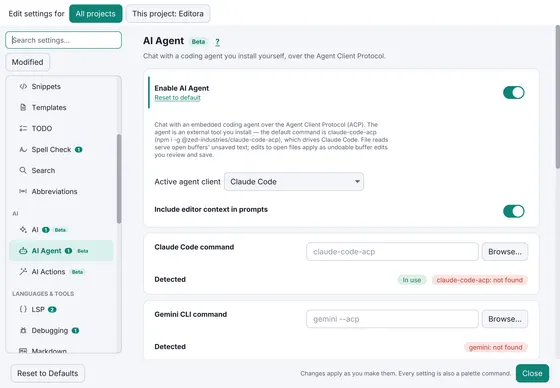 Edit settings for All projects This project: Editora
Search settings...
Modified
Snippets
Templates
TODO
Spell Check 1
Search
Abbreviations
AI
AI 1 Beta
AI Agent 1 Beta
AI Actions Beta
LANGUAGES & TOOLS
LSP 2
Debugging 1
Markdown
Reset to Defaults
AI Agent Beta ?
Chat with a coding agent you install yourself, over the Agent Client Protocol.
Enable AI Agent
Reset to default
Chat with an embedded coding agent over the Agent Client Protocol (ACP). The
agent is an external tool you install — the default command is claude-code-acp
(npm i -g @zed-industries/claude-code-acp), which drives Claude Code. File reads
serve open buffers' unsaved text; edits to open files apply as undoable buffer edits
you review and save.
Active agent client Claude Code
Include editor context in prompts
Claude Code command claude-code-acp Browse...
Detected In use claude-code-acp: not found
Gemini CLI command gemini --acp Browse...
Detected gemini: not found
Changes apply as you make them. Every setting is also a palette command. Close